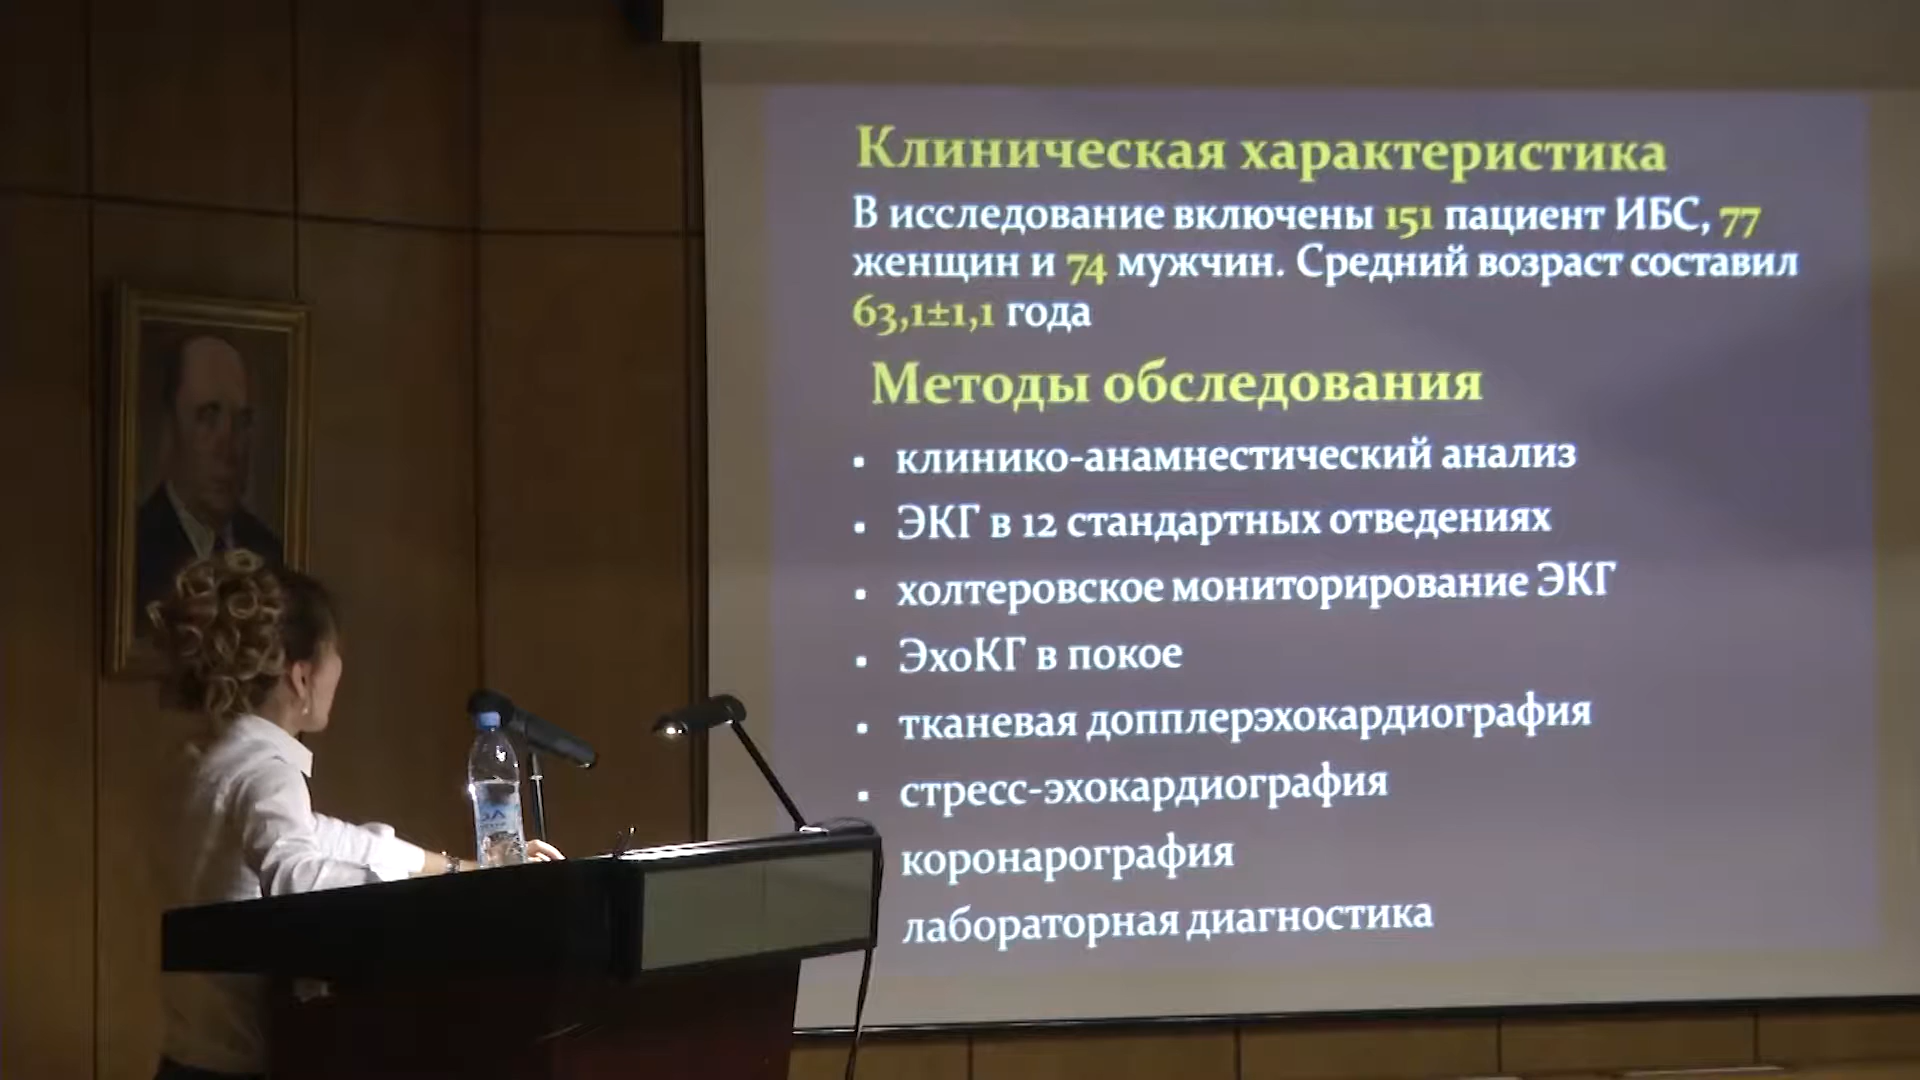 Клиническая характеристика
В исследование включены 151 пациент ИБС, 77
женщин и 74 мужчин. Средний возраст составил
63,1±1,1 года
Методы обследования
▪ клинико-анамнестический анализ
▪ ЭКГ в 12 стандартных отведениях
▪ холтеровское мониторирование ЭКГ
▪ ЭхоКГ в покое
▪ тканевая допплерэхокардиография
▪ стресс-эхокардиография
коронарография
лабораторная диагностика